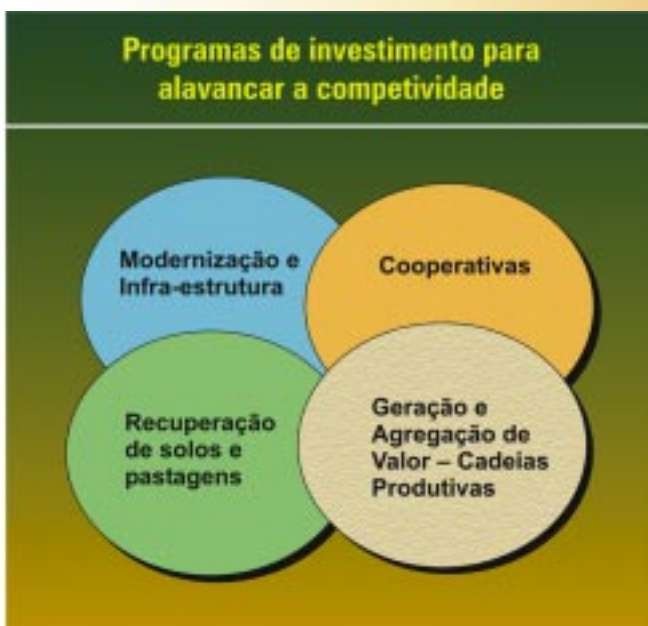 Programas de investimento para
alavancar a competividade
Modernização e
Infra-estrutura
Cooperativas
Recuperação
de solos e
pastagens
Geração e
Agregação de
Valor – Cadeias
Produtivas